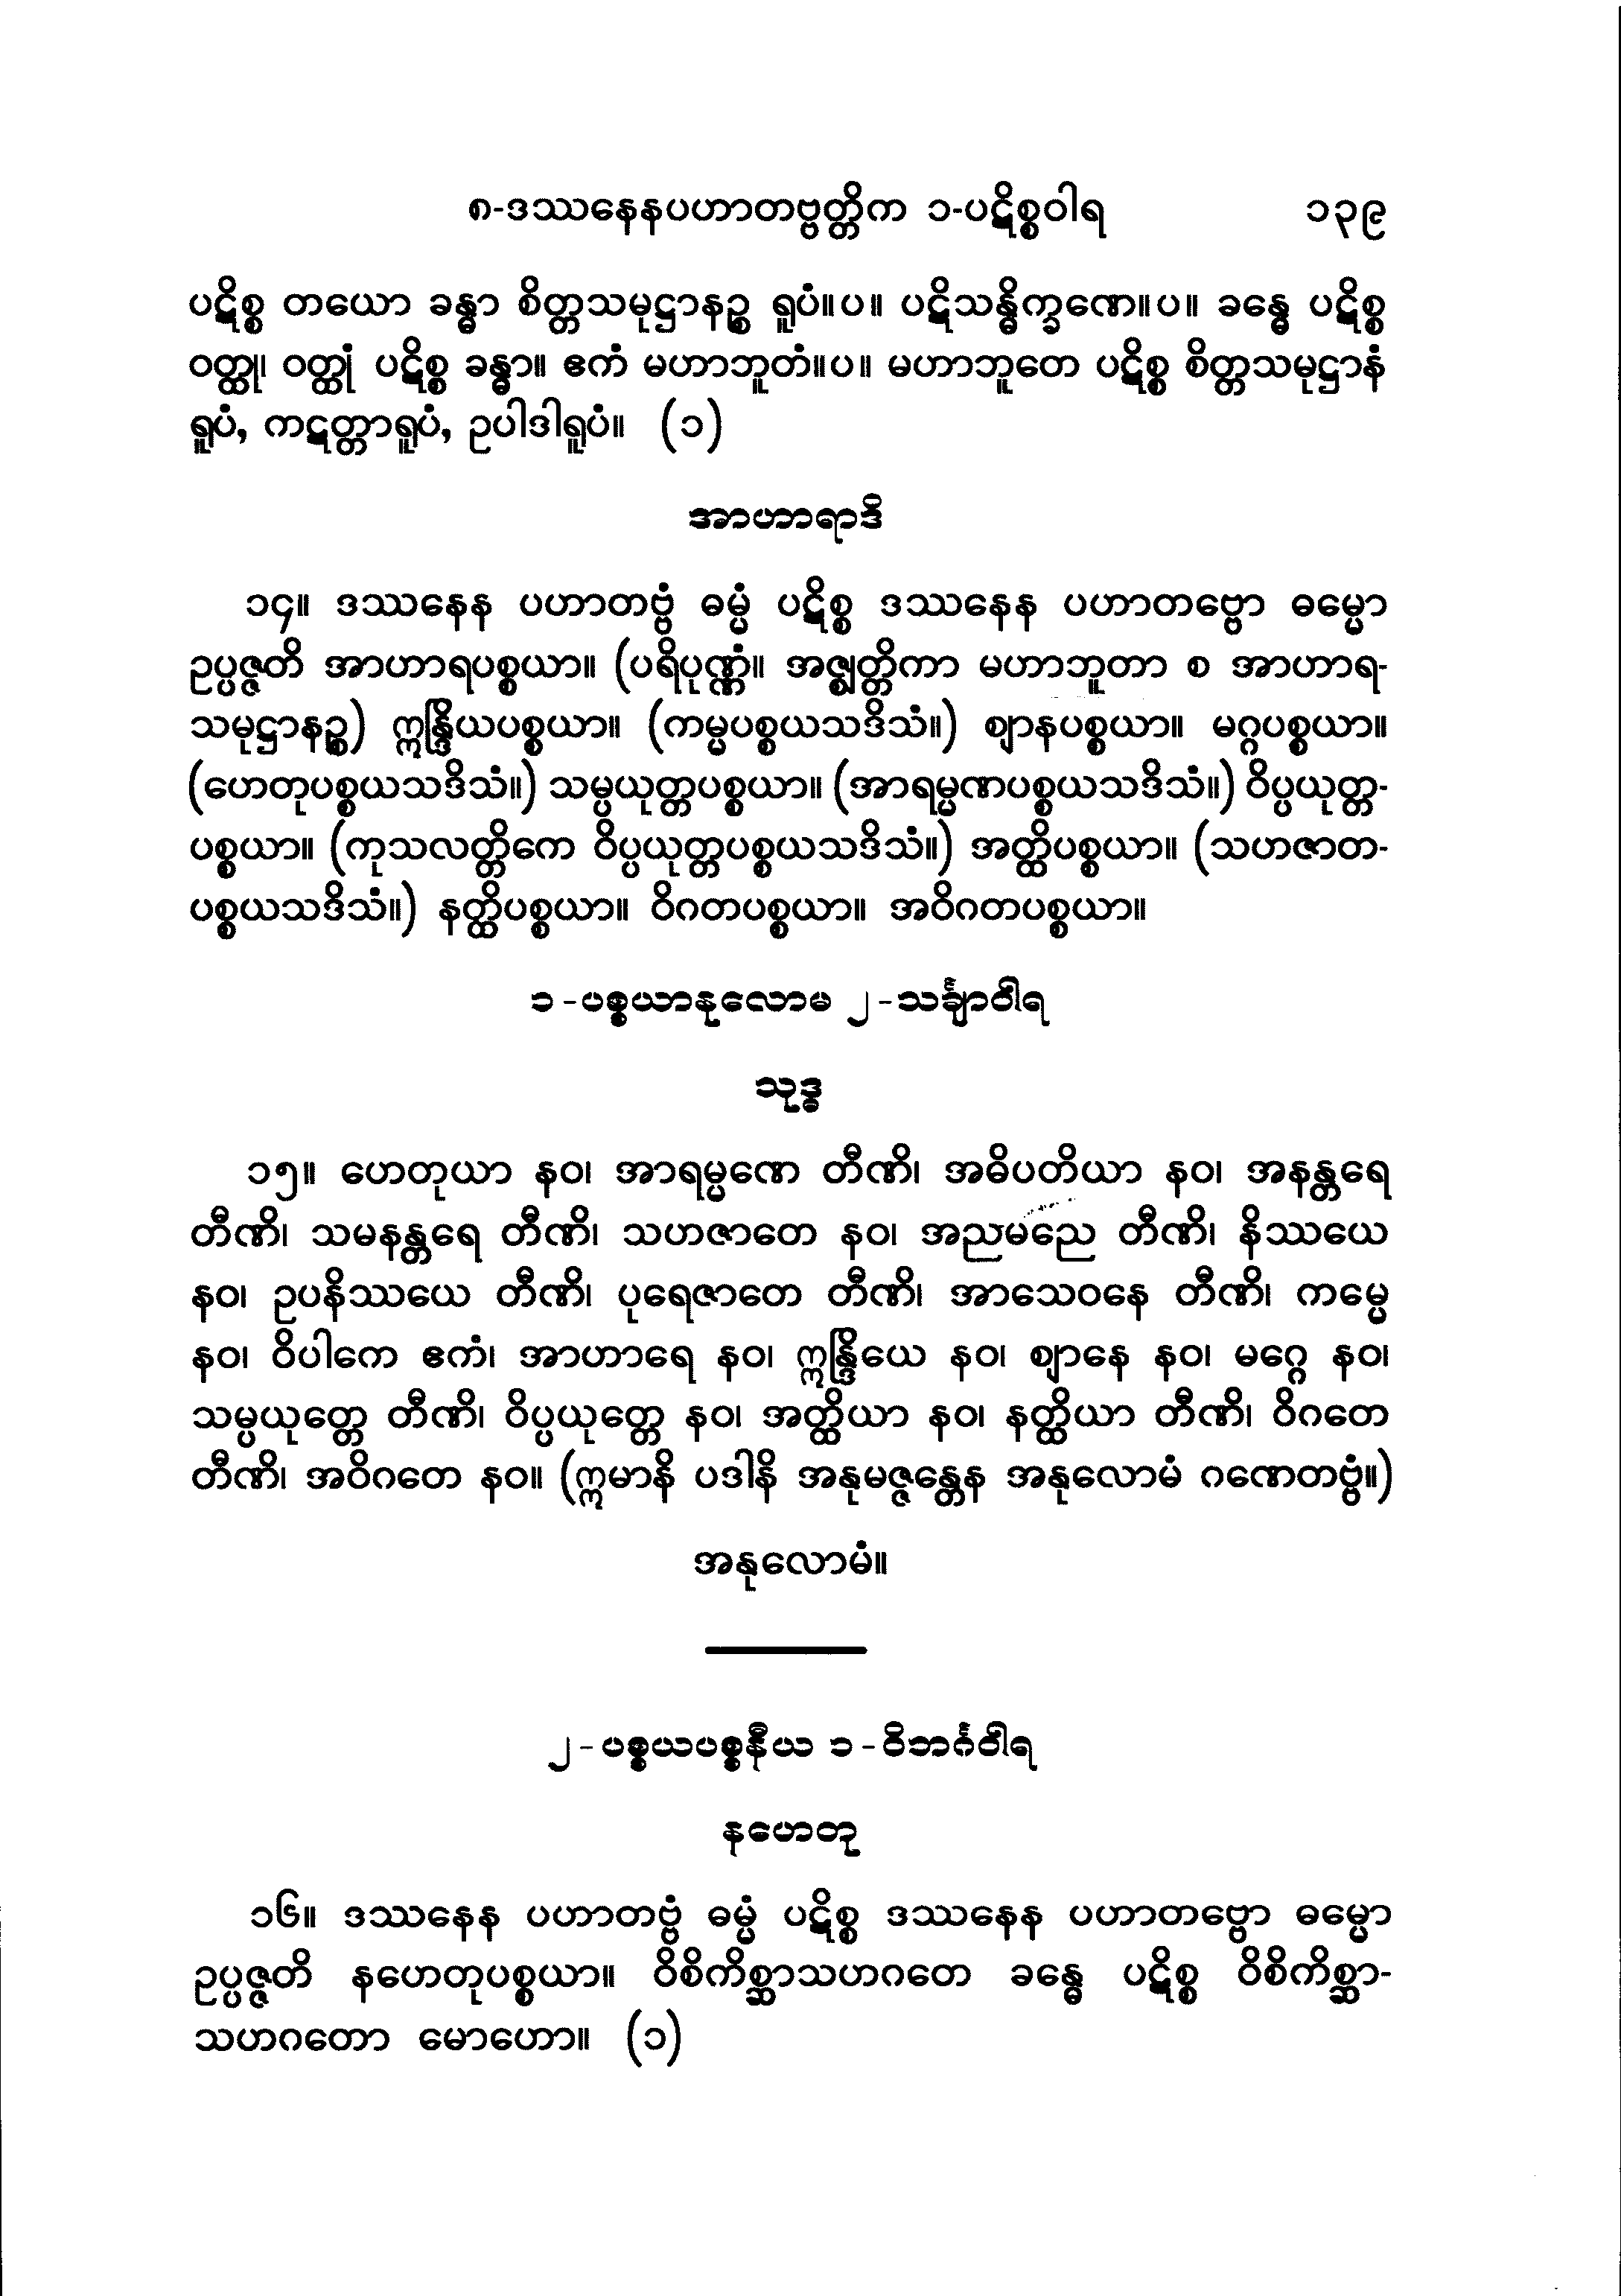 ၈-ဒဿနေနပဟာတဗ္ဗတ္တိက ၁-ပဋိစ္စဝါရ ၁၃၉
ပဋိစ္စ တယော ခန္ဓာ စိတ္တသမုဋ္ဌာနဉ္စ ရူပံ။ပ။ ပဋိသန္ဓိက္ခဏေ။ပ။ ခန္ဓေ ပဋိစ္စ
ဝတ္ထု၊ ဝတ္ထုံ ပဋိစ္စ ခန္ဓာ။ ဧကံ မဟာဘူတံ။ပ။ မဟာဘူတေ ပဋိစ္စ စိတ္တသမုဋ္ဌာနံ
ရူပံ, ကဋတ္တာရူပံ, ဥပါဒါရူပံ။ (၁)
အာဟာရာဒိ
၁၄။ ဒဿနေန ပဟာတဗ္ဗံ ဓမ္မံ ပဋိစ္စ ဒဿနေန ပဟာတဗ္ဗော ဓမ္မော
ဥပ္ပဇ္ဇတိ အာဟာရပစ္စယာ။ (ပရိပုဏ္ဏံ။ အဇ္ဈတ္တိကာ မဟာဘူတာ စ အာဟာရ-
သမုဋ္ဌာနဉ္စ) ဣန္ဒြိယပစ္စယာ။ (ကမ္မပစ္စယသဒိသံ။) ဈာနပစ္စယာ။ မဂ္ဂပစ္စယာ။
(ဟေတုပစ္စယသဒိသံ။) သမ္ပယုတ္တပစ္စယာ။ (အာရမ္မဏပစ္စယသဒိသံ။) ဝိပ္ပယုတ္တ-
ပစ္စယာ။ (ကုသလတ္တိကေ ဝိပ္ပယုတ္တပစ္စယသဒိသံ။) အတ္ထိပစ္စယာ။ (သဟဇာတ-
ပစ္စယသဒိသံ။) နတ္ထိပစ္စယာ။ ဝိဂတပစ္စယာ။ အဝိဂတပစ္စယာ။
၁-ပစ္စယာနုလောမ ၂-သင်္ချာဝါရ
သုဒ္ဓ
၁၅။ ဟေတုယာ နဝ၊ အာရမ္မဏေ တီဏိ၊ အဓိပတိယာ နဝ၊ အနန္တရေ
တီဏိ၊ သမနန္တရေ တီဏိ၊ သဟဇာတေ နဝ၊ အညမညေ တီဏိ၊ နိဿယေ
နဝ၊ ဥပနိဿယေ တီဏိ၊ ပုရေဇာတေ တီဏိ၊ အာသေဝနေ တီဏိ၊ ကမ္မေ
နဝ၊ ဝိပါကေ ဧကံ၊ အာဟာရေ နဝ၊ ဣန္ဒြိယေ နဝ၊ ဈာနေ နဝ၊ မဂ္ဂေ နဝ၊
သမ္ပယုတ္တေ တီဏိ၊ ဝိပ္ပယုတ္တေ နဝ၊ အတ္ထိယာ နဝ၊ နတ္ထိယာ တီဏိ၊ ဝိဂတေ
တီဏိ၊ အဝိဂတေ နဝ။ (ဣမာနိ ပဒါနိ အနုမဇ္ဇန္တေန အနုလောမံ ဂဏေတဗ္ဗံ။)
အနုလောမံ။
၂-ပစ္စယပစ္စနီယ ၁-ဝိဘင်္ဂဝါရ
နဟေတု
၁၆။ ဒဿနေန ပဟာတဗ္ဗံ ဓမ္မံ ပဋိစ္စ ဒဿနေန ပဟာတဗ္ဗော ဓမ္မော
ဥပ္ပဇ္ဇတိ နဟေတုပစ္စယာ။ ဝိစိကိစ္ဆာသဟဂတေ ခန္ဓေ ပဋိစ္စ ဝိစိကိစ္ဆာ-
သဟဂတော မောဟော။ (၁)